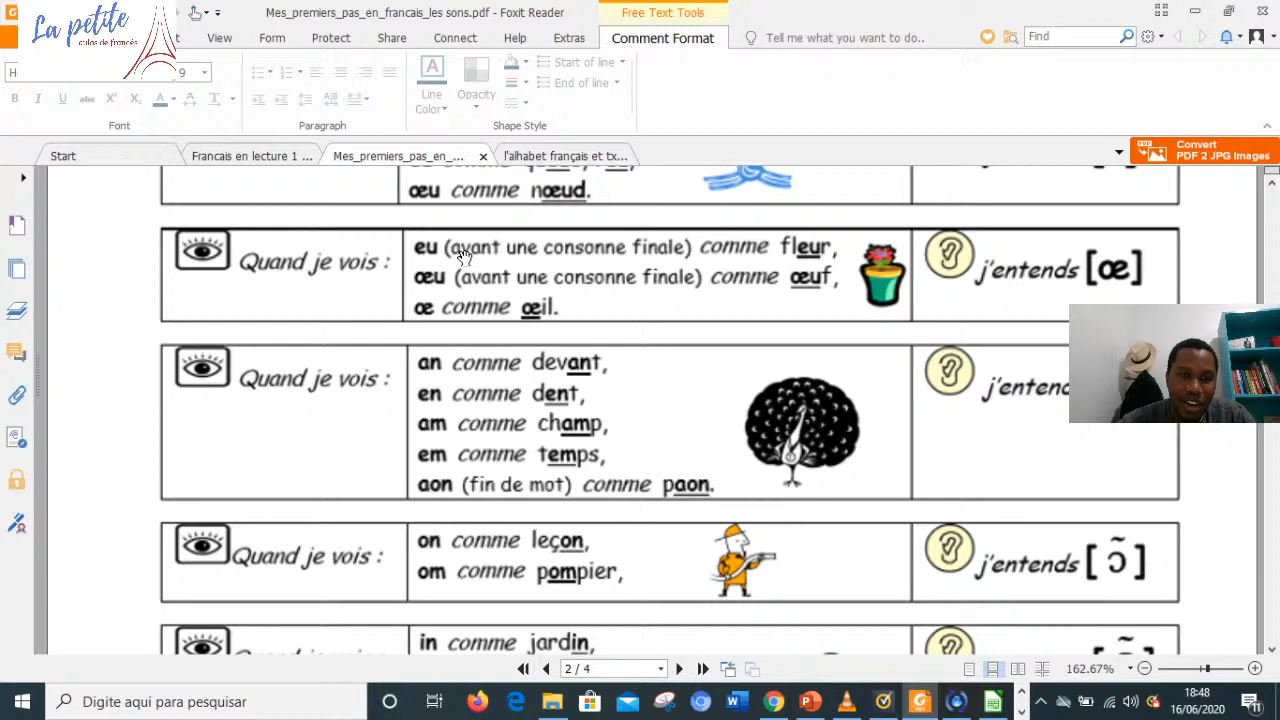 La petite
aulas de francés
Mes_premiers_pas_en_francais_les sons.pdf - Foxit Reader
Free Text Tools
View Form Protect Share Connect Help Extras Comment Format Tell me what you want to do.. Find
H 9
Start of line
End of line
Line Color
Opacity
Font Paragraph Shape Style
Convert
PDF 2 JPG Images
Start Francais en lecture 1 ... Mes_premiers_pas_en_... l'alhabet français et tx...
œu comme nœud.
Quand je vois :
eu (avant une consonne finale) comme fleur,
œu (avant une consonne finale) comme œuf,
œ comme œil.
j'entends [œ]
Quand je vois :
an comme devant,
en comme dent,
am comme champ,
em comme temps,
aon (fin de mot) comme paon.
Quand je vois :
on comme leçon,
om comme pompier,
j'entends [ɔ̃]
in comme jardin,
2 / 4
162.67%
Digite aqui para pesquisar
18:48
16/06/2020